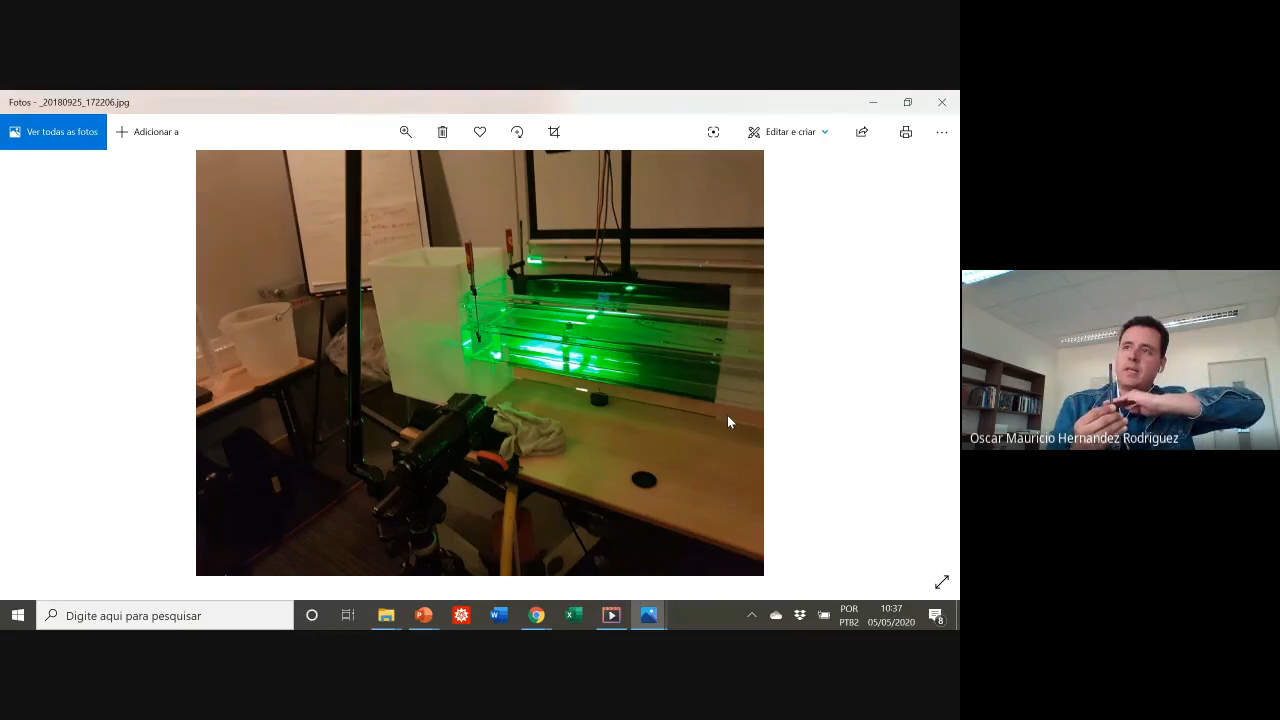 Fotos - _20180925_172206.jpg
Ver todas as fotos
Adicionar a
Editar e criar
Oscar Mauricio Hernandez Rodriguez
Digite aqui para pesquisar
POR
PTB2
10:37
05/05/2020
8